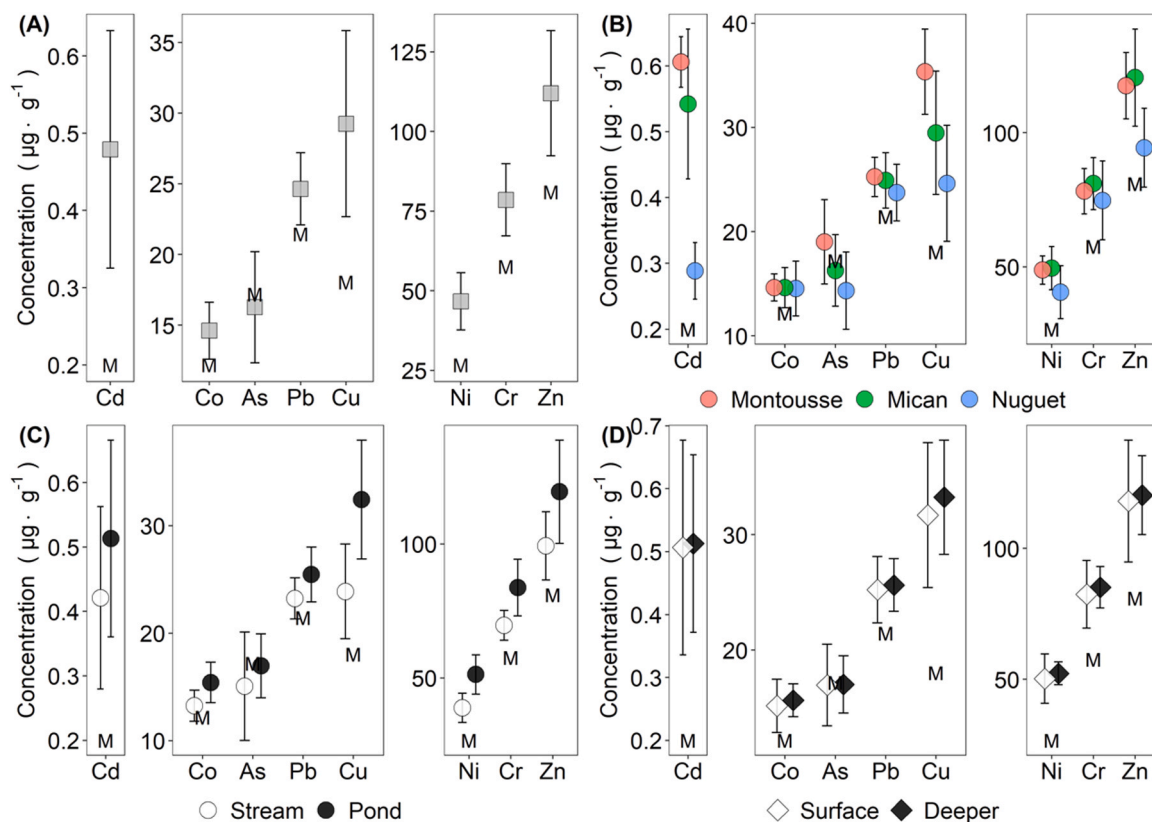 (A)
Concentration ( µg · g⁻¹)
0.6
0.5
0.4
0.3
0.2
M
Cd
35
30
25
20
15
M M M M
Co As Pb Cu
125
100
75
50
25
M M M
Ni Cr Zn
(B)
Concentration ( µg · g⁻¹)
0.6
0.5
0.4
0.3
0.2
M
Cd
40
30
20
10
M M M M
Co As Pb Cu
100
50
M M M
Ni Cr Zn
Montousse Mican Nuguet
(C)
Concentration ( µg · g⁻¹)
0.6
0.5
0.4
0.3
0.2
M
Cd
30
20
10
M M M M
Co As Pb Cu
100
50
M M M
Ni Cr Zn
Stream Pond
(D)
Concentration ( µg · g⁻¹)
0.7
0.6
0.5
0.4
0.3
0.2
M
Cd
30
20
M M M M
Co As Pb Cu
100
50
M M M
Ni Cr Zn
Surface Deeper